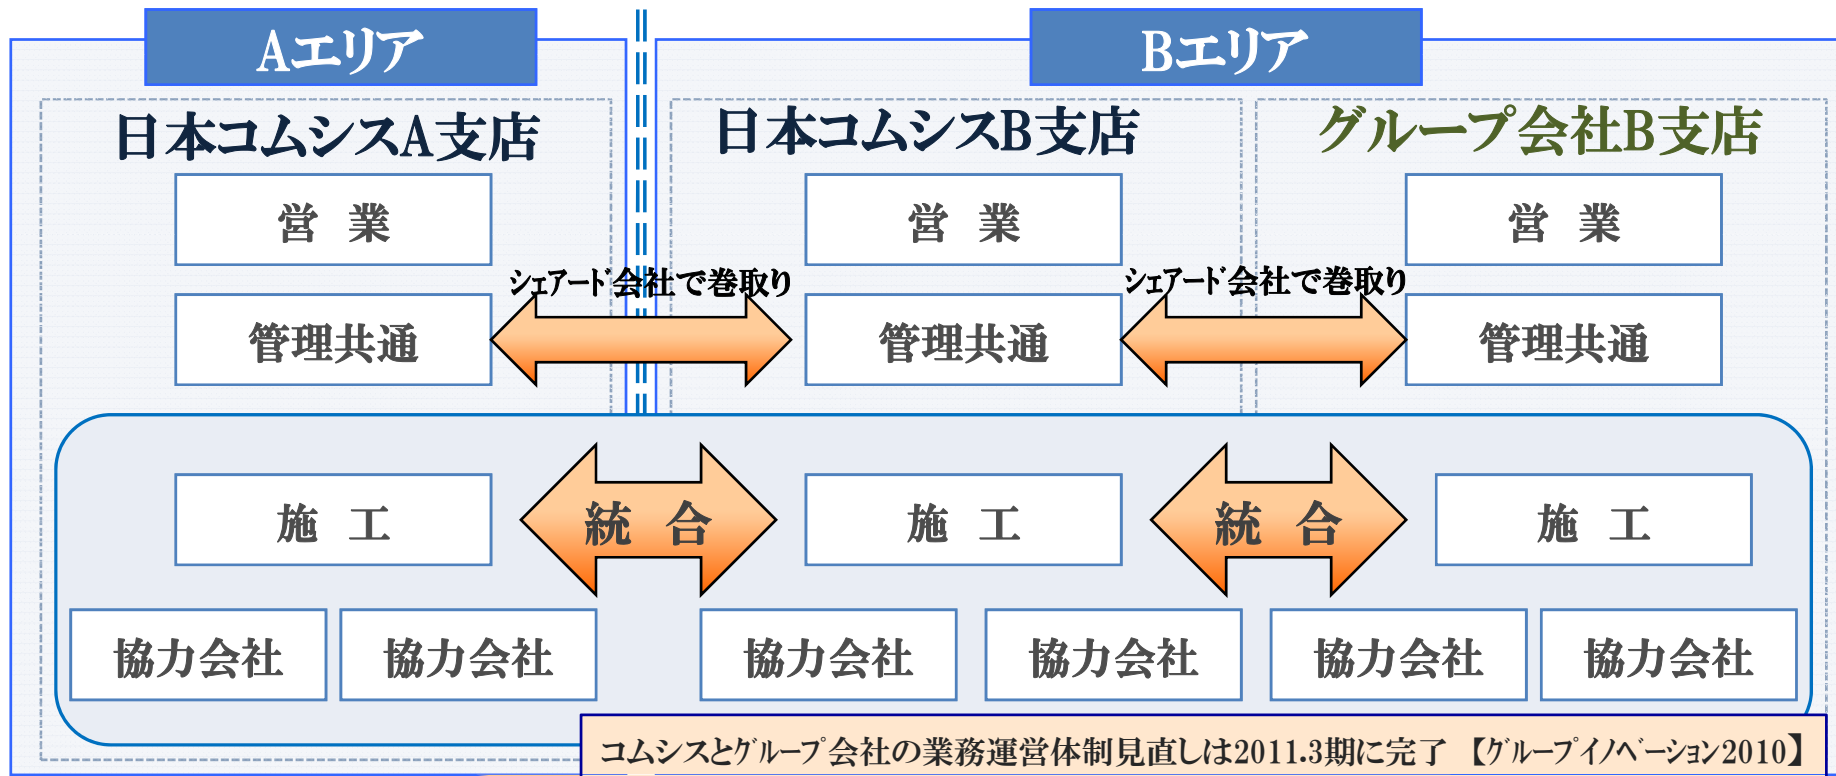 Aエリア
Bエリア
日本コムシスA支店
日本コムシスB支店
グループ会社B支店
営 業
営 業
営 業
ｼｪｱｰﾄﾞ会社で巻取り
ｼｪｱｰﾄﾞ会社で巻取り
管理共通
管理共通
管理共通
施 工
統 合
施 工
統 合
施 工
協力会社
協力会社
協力会社
協力会社
協力会社
協力会社
コムシスとｸﾞﾙｰﾌﾟ会社の業務運営体制見直しは2011.3期に完了 【ｸﾞﾙｰﾌﾟｲﾉﾍﾞｰｼｮﾝ2010】